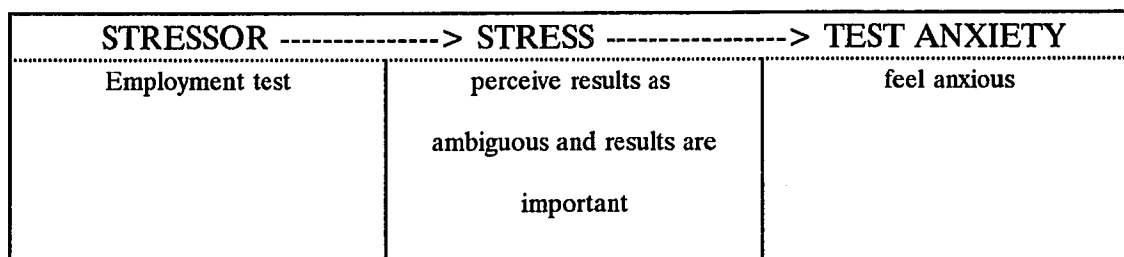 STRESSOR ---------------> STRESS -----------------> TEST ANXIETY
Employment test
perceive results as
ambiguous and results are
important
feel anxious